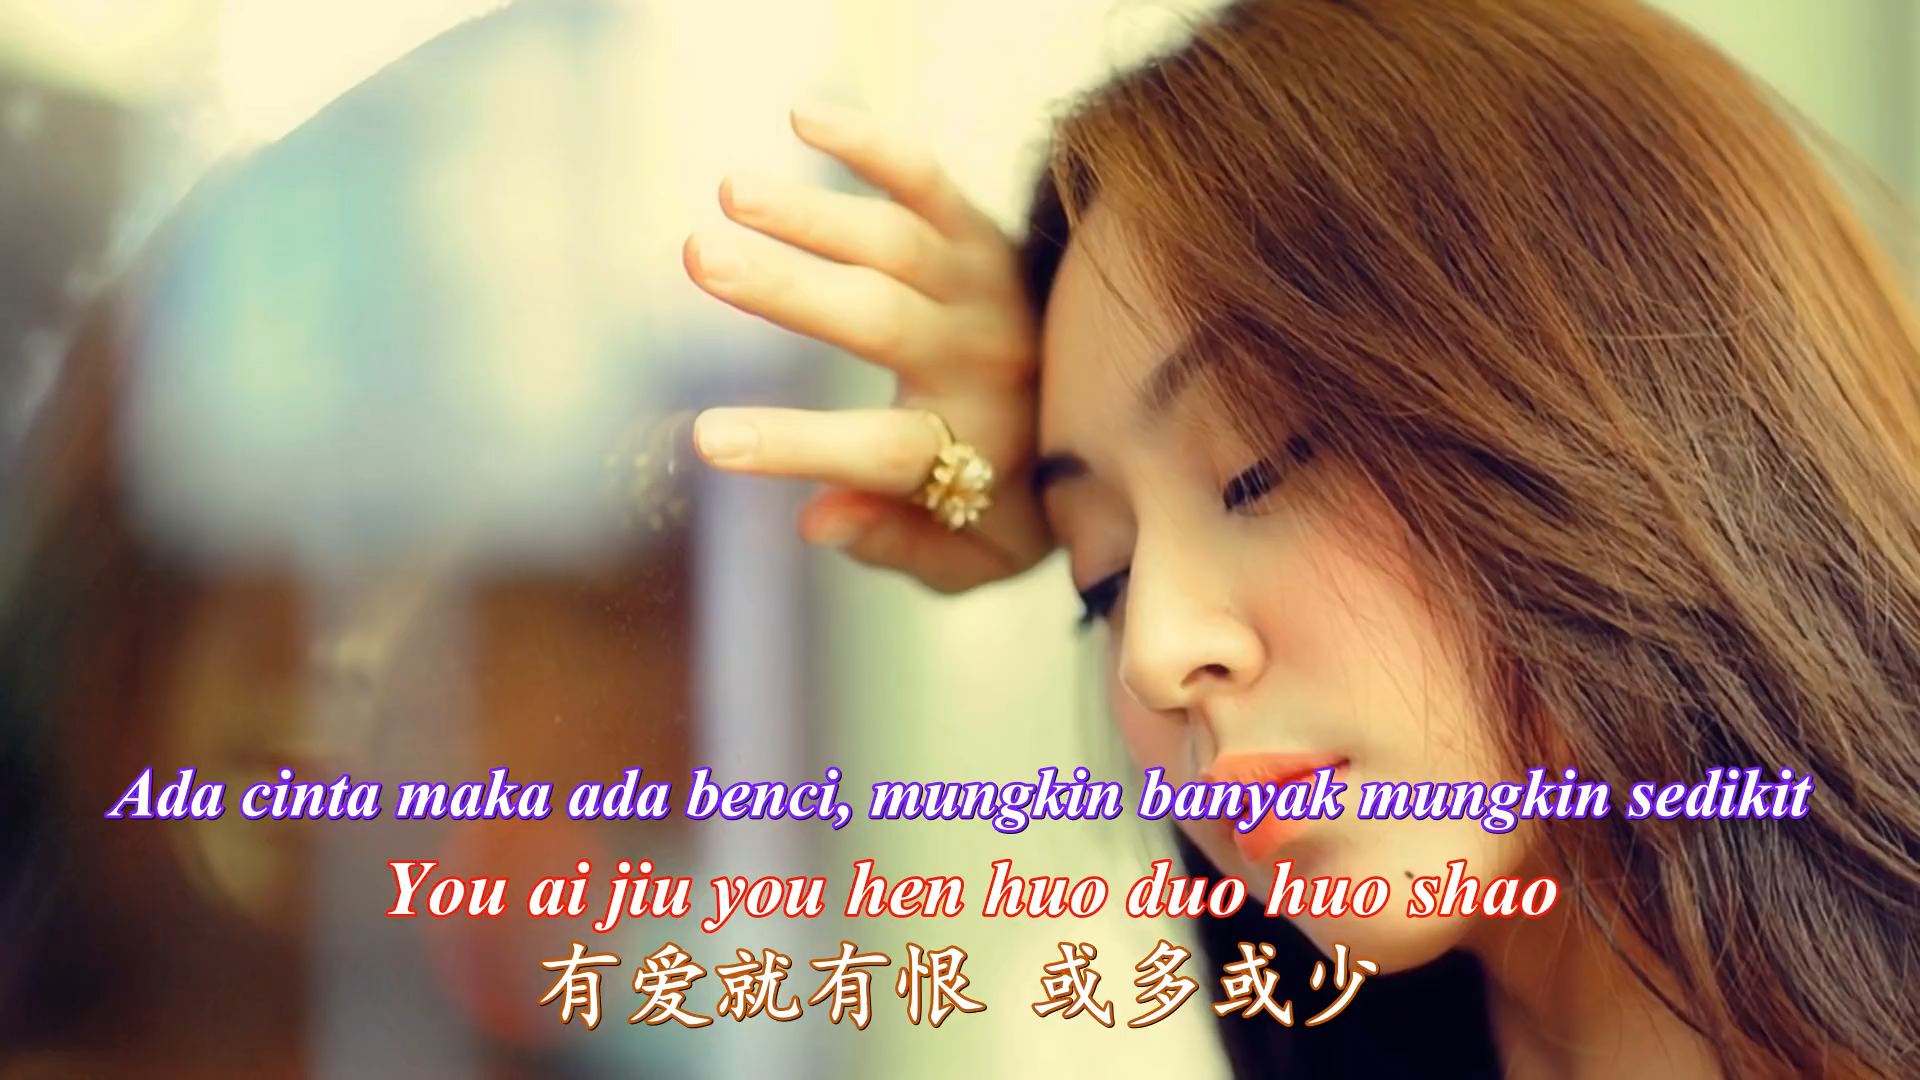 Ada cinta maka ada benci, mungkin banyak mungkin sedikit
You ai jiu you hen huo duo huo shao
有爱就有恨 或多或少